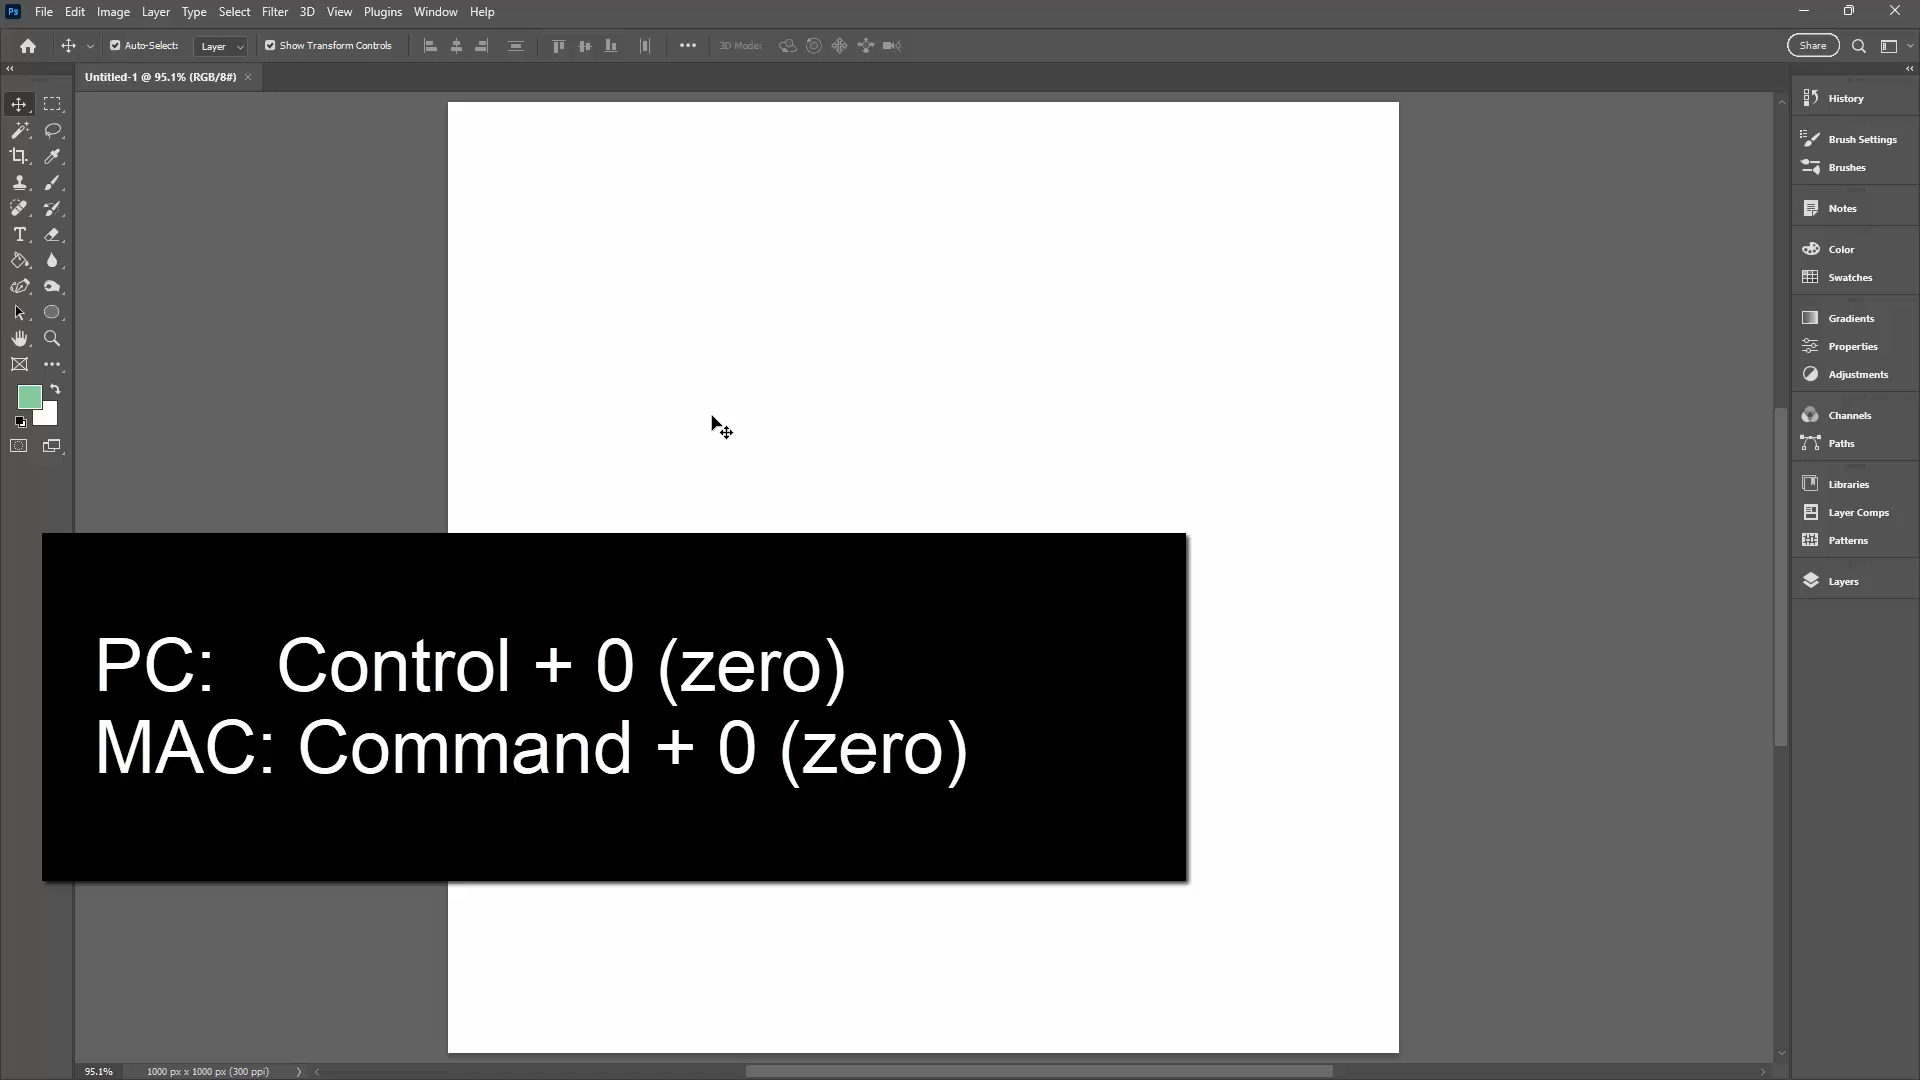 Ps File Edit Image Layer Type Select Filter 3D View Plugins Window Help
Auto-Select: Layer Show Transform Controls 3D Mode: Share
Untitled-1 @ 95.1% (RGB/8#)
History
Brush Settings
Brushes
Notes
Color
Swatches
Gradients
Properties
Adjustments
Channels
Paths
Libraries
Layer Comps
Patterns
Layers
PC: Control + 0 (zero)
MAC: Command + 0 (zero)
95.1% 1000 px x 1000 px (300 ppi)